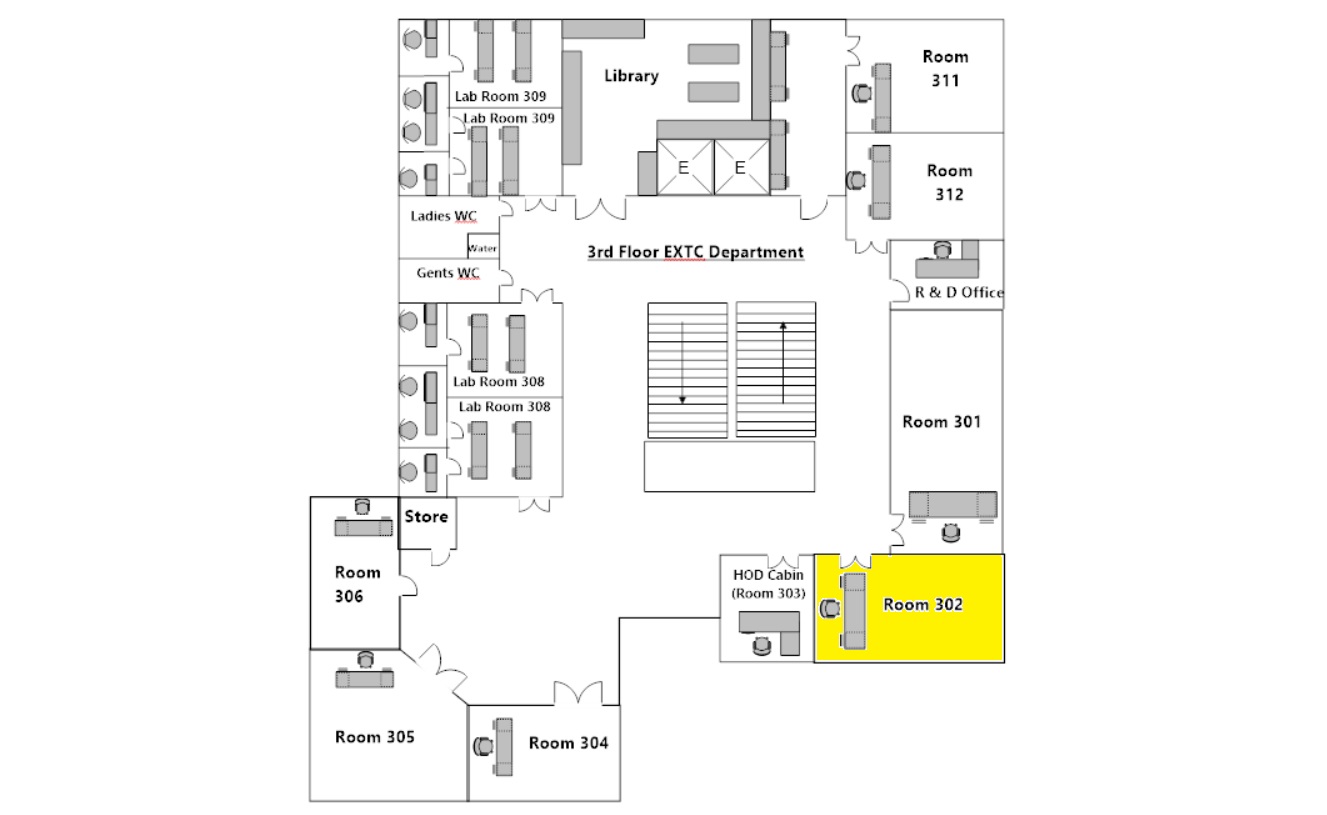 Library
Room
311
Lab Room 309
Lab Room 309
E
E
Room
312
Ladies WC
Water
3rd Floor EXTC Department
Gents WC
R & D Office
Lab Room 308
Lab Room 308
Room 301
Store
Room
306
HOD Cabin
(Room 303)
Room 302
Room 305
Room 304